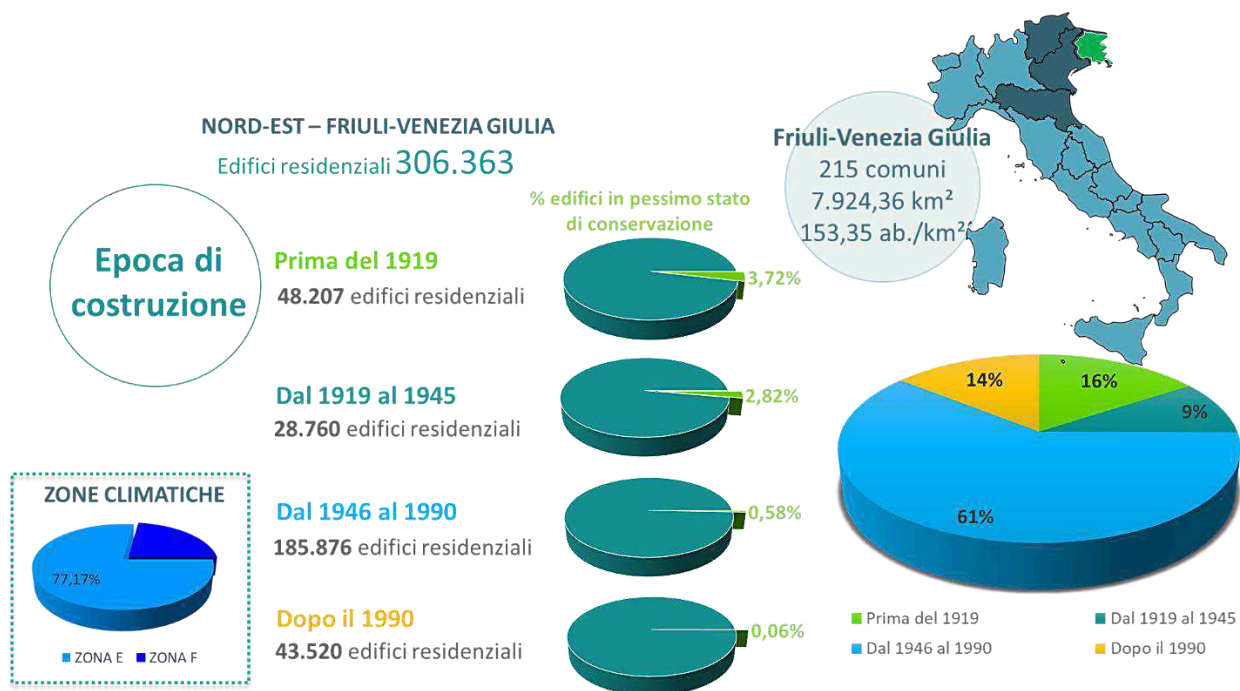 NORD-EST – FRIULI-VENEZIA GIULIA
Edifici residenziali 306.363
Friuli-Venezia Giulia
215 comuni
7.924,36 km²
153,35 ab./km²
Epoca di
costruzione
% edifici in pessimo stato
di conservazione
Prima del 1919
48.207 edifici residenziali
3,72%
Dal 1919 al 1945
28.760 edifici residenziali
2,82%
Dal 1946 al 1990
185.876 edifici residenziali
0,58%
Dopo il 1990
43.520 edifici residenziali
0,06%
ZONE CLIMATICHE
77,17%
ZONA E ZONA F
14%
16%
9%
61%
Prima del 1919 Dal 1919 al 1945
Dal 1946 al 1990 Dopo il 1990